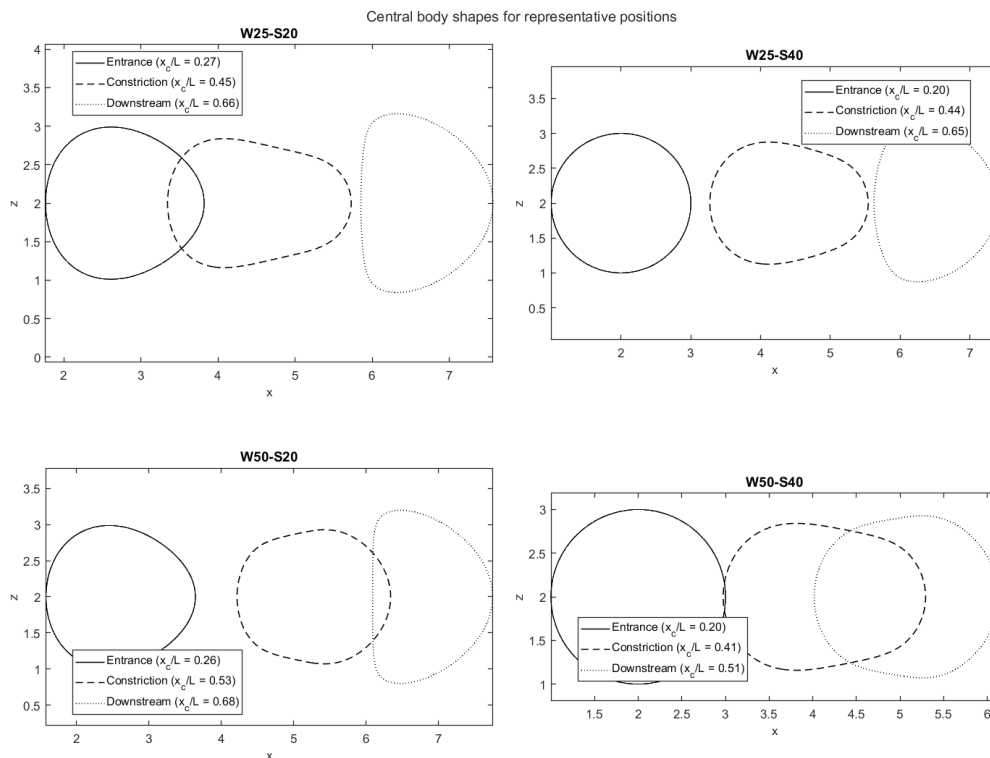 Central body shapes for representative positions
W25-S20
Entrance (x_c/L = 0.27)
Constriction (x_c/L = 0.45)
Downstream (x_c/L = 0.66)
4
3.5
3
2.5
2
1.5
1
0.5
0
z
2 3 4 5 6 7
x
W25-S40
Entrance (x_c/L = 0.20)
Constriction (x_c/L = 0.44)
Downstream (x_c/L = 0.65)
3.5
3
2.5
2
1.5
1
0.5
z
2 3 4 5 6 7
x
W50-S20
3.5
3
2.5
2
1.5
1
0.5
z
Entrance (x_c/L = 0.26)
Constriction (x_c/L = 0.53)
Downstream (x_c/L = 0.68)
2 3 4 5 6 7
x
W50-S40
3
2.5
2
1.5
1
z
Entrance (x_c/L = 0.20)
Constriction (x_c/L = 0.41)
Downstream (x_c/L = 0.51)
1.5 2 2.5 3 3.5 4 4.5 5 5.5 6
x